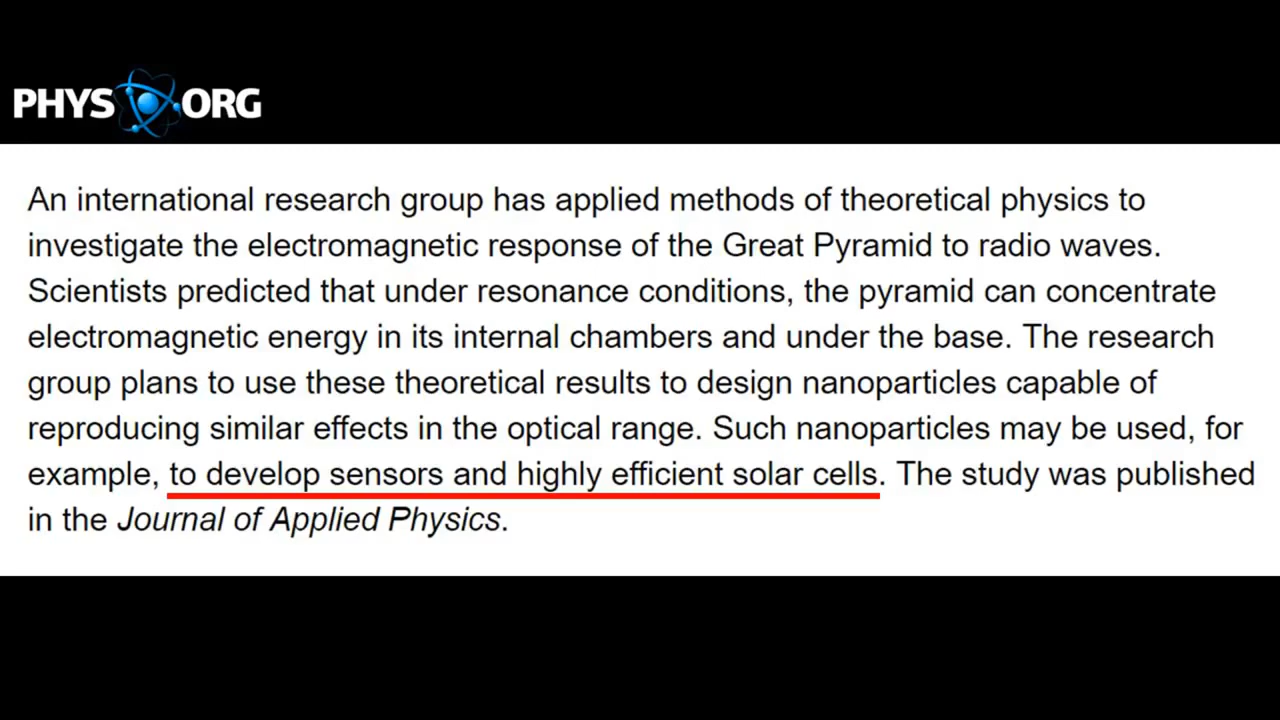 PHYS ORG
An international research group has applied methods of theoretical physics to
investigate the electromagnetic response of the Great Pyramid to radio waves.
Scientists predicted that under resonance conditions, the pyramid can concentrate
electromagnetic energy in its internal chambers and under the base. The research
group plans to use these theoretical results to design nanoparticles capable of
reproducing similar effects in the optical range. Such nanoparticles may be used, for
example, to develop sensors and highly efficient solar cells. The study was published
in the Journal of Applied Physics.